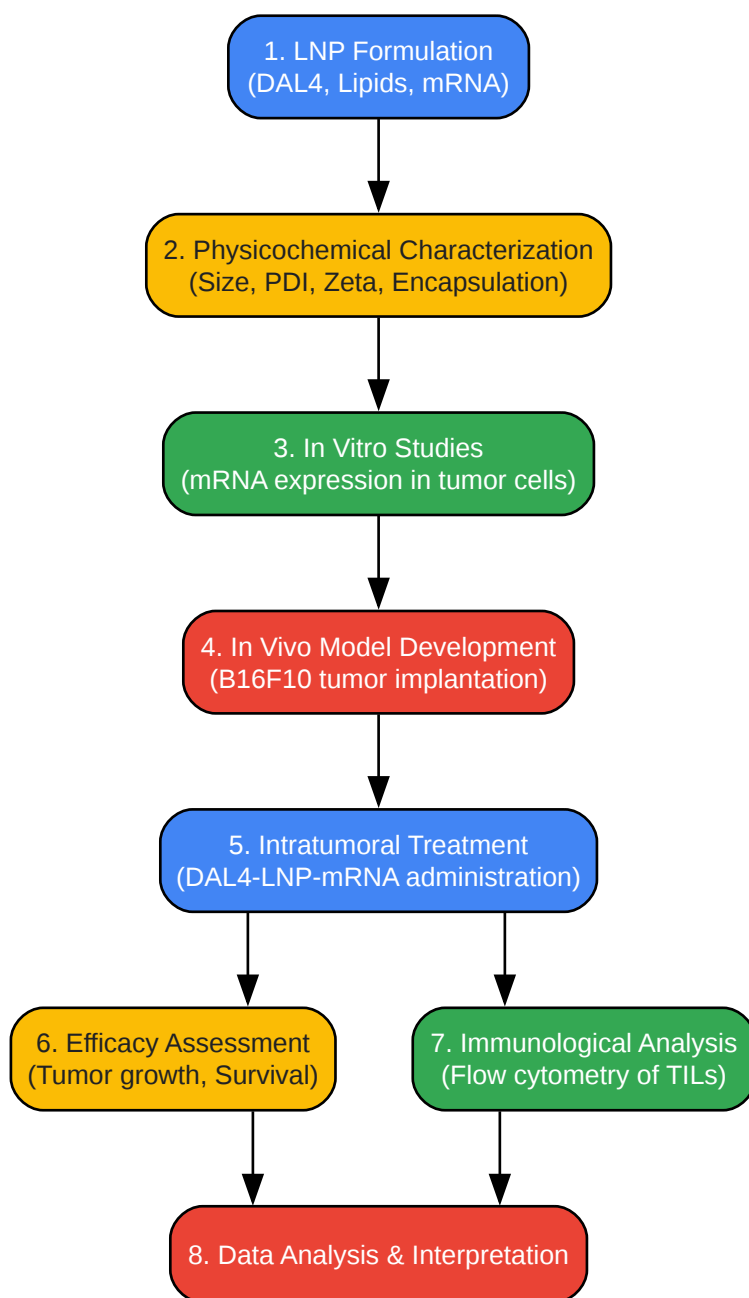 1. LNP Formulation
(DAL4, Lipids, mRNA)
2. Physicochemical Characterization
(Size, PDI, Zeta, Encapsulation)
3. In Vitro Studies
(mRNA expression in tumor cells)
4. In Vivo Model Development
(B16F10 tumor implantation)
5. Intratumoral Treatment
(DAL4-LNP-mRNA administration)
6. Efficacy Assessment
(Tumor growth, Survival)
7. Immunological Analysis
(Flow cytometry of TILs)
8. Data Analysis & Interpretation